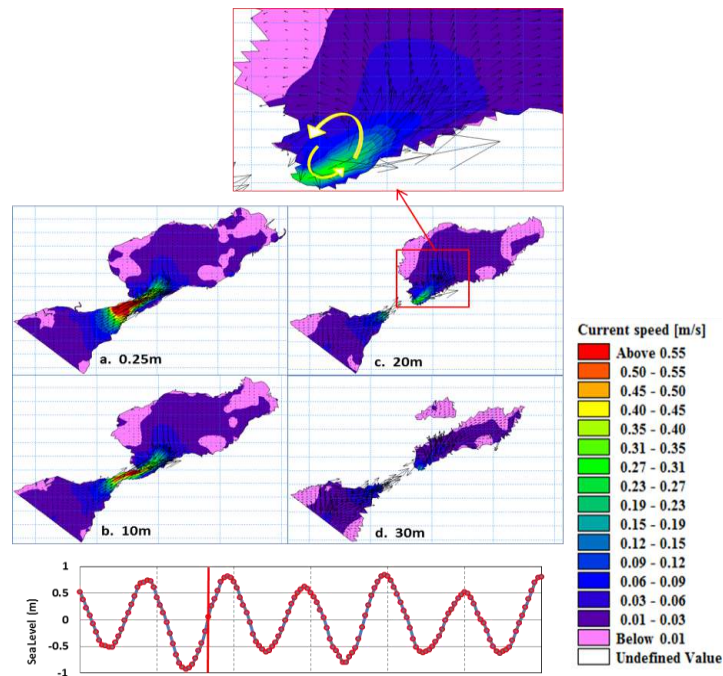 a. 0.25m
c. 20m
b. 10m
d. 30m
Current speed [m/s]
Above 0.55
0.50 - 0.55
0.45 - 0.50
0.40 - 0.45
0.35 - 0.40
0.31 - 0.35
0.27 - 0.31
0.23 - 0.27
0.19 - 0.23
0.15 - 0.19
0.12 - 0.15
0.09 - 0.12
0.06 - 0.09
0.03 - 0.06
0.01 - 0.03
Below 0.01
Undefined Value
SeaLevel (m)
1
0.5
0
-0.5
-1